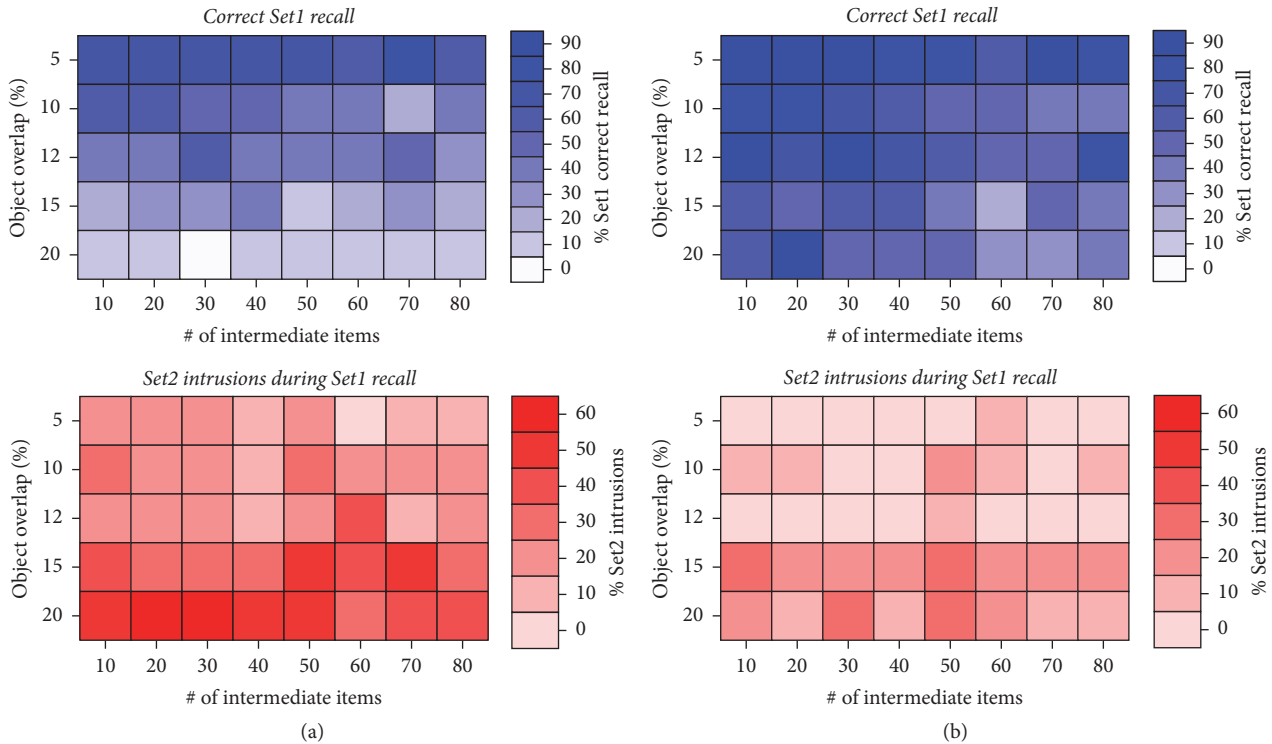 Correct Set1 recall
Object overlap (%)
5
10
12
15
20
10 20 30 40 50 60 70 80
# of intermediate items
90
80
70
60
50
40
30
20
10
0
% Set1 correct recall
Correct Set1 recall
Object overlap (%)
5
10
12
15
20
10 20 30 40 50 60 70 80
# of intermediate items
90
80
70
60
50
40
30
20
10
0
% Set1 correct recall
Set2 intrusions during Set1 recall
Object overlap (%)
5
10
12
15
20
10 20 30 40 50 60 70 80
# of intermediate items
60
50
40
30
20
10
0
% Set2 intrusions
(a)
Set2 intrusions during Set1 recall
Object overlap (%)
5
10
12
15
20
10 20 30 40 50 60 70 80
# of intermediate items
60
50
40
30
20
10
0
% Set2 intrusions
(b)